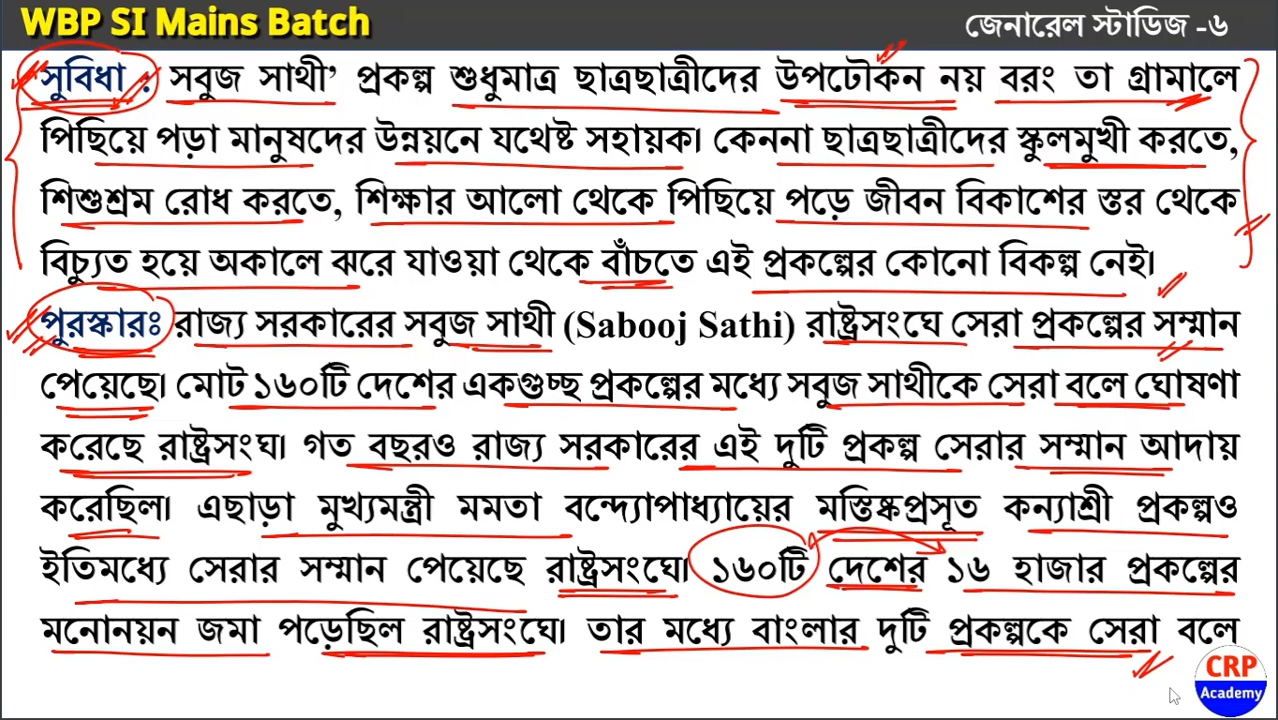 WBP SI Mains Batch
জেনারেল স্টাডিজ -৬
সুবিধা : সবুজ সাথী’ প্রকল্প শুধুমাত্র ছাত্রছাত্রীদের উপঢৌকন নয় বরং তা গ্রামালে
পিছিয়ে পড়া মানুষদের উন্নয়নে যথেষ্ট সহায়ক। কেননা ছাত্রছাত্রীদের স্কুলমুখী করতে,
শিশুশ্রম রোধ করতে, শিক্ষার আলো থেকে পিছিয়ে পড়ে জীবন বিকাশের স্তর থেকে
বিচ্যুত হয়ে অকালে ঝরে যাওয়া থেকে বাঁচতে এই প্রকল্পের কোনো বিকল্প নেই।
পুরস্কারঃ রাজ্য সরকারের সবুজ সাথী (Sabooj Sathi) রাষ্ট্রসংঘে সেরা প্রকল্পের সম্মান
পেয়েছে। মোট ১৬০টি দেশের একগুচ্ছ প্রকল্পের মধ্যে সবুজ সাথীকে সেরা বলে ঘোষণা
করেছে রাষ্ট্রসংঘ। গত বছরও রাজ্য সরকারের এই দুটি প্রকল্প সেরার সম্মান আদায়
করেছিল। এছাড়া মুখ্যমন্ত্রী মমতা বন্দ্যোপাধ্যায়ের মস্তিষ্কপ্রসূত কন্যাশ্রী প্রকল্পও
ইতিমধ্যে সেরার সম্মান পেয়েছে রাষ্ট্রসংঘে। ১৬০টি দেশের ১৬ হাজার প্রকল্পের
মনোনয়ন জমা পড়েছিল রাষ্ট্রসংঘে। তার মধ্যে বাংলার দুটি প্রকল্পকে সেরা বলে
CRP
Academy